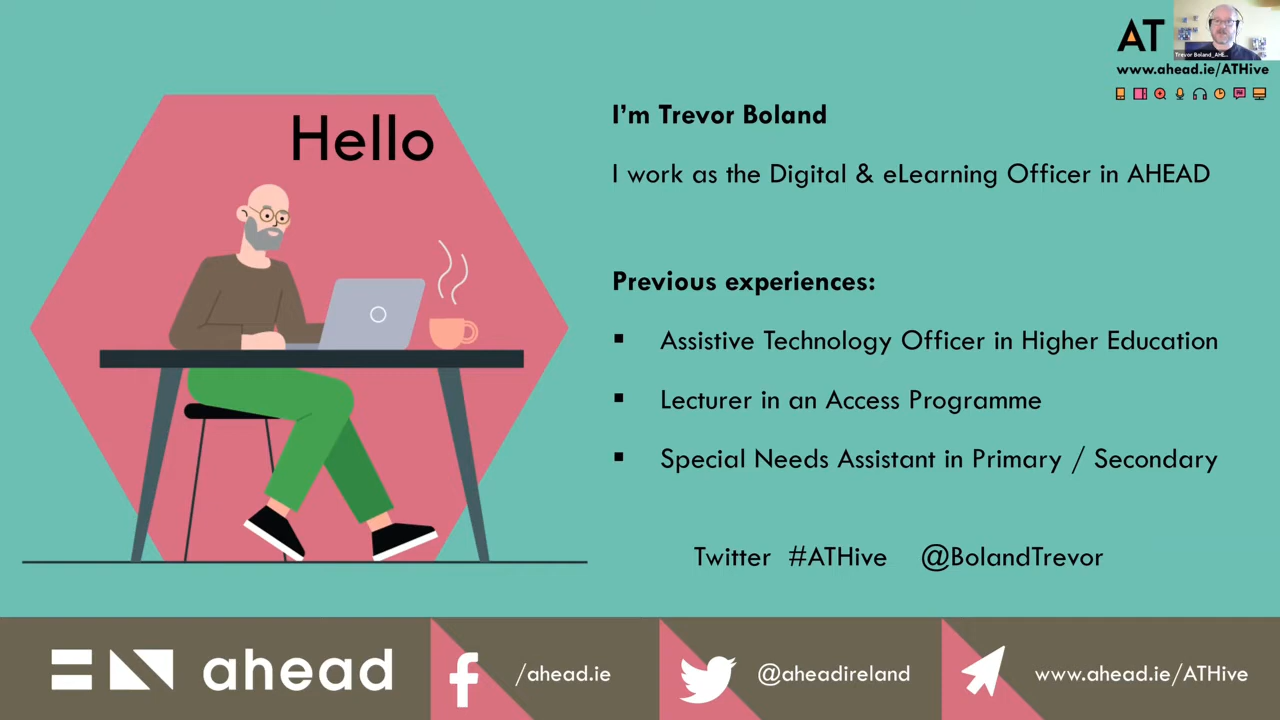 AT
Trevor Boland_AHE...
www.ahead.ie/ATHive
Hello
I'm Trevor Boland
I work as the Digital & eLearning Officer in AHEAD
Previous experiences:
▪ Assistive Technology Officer in Higher Education
▪ Lecturer in an Access Programme
▪ Special Needs Assistant in Primary / Secondary
Twitter #ATHive @BolandTrevor
ahead
/ahead.ie
@aheadireland
www.ahead.ie/ATHive